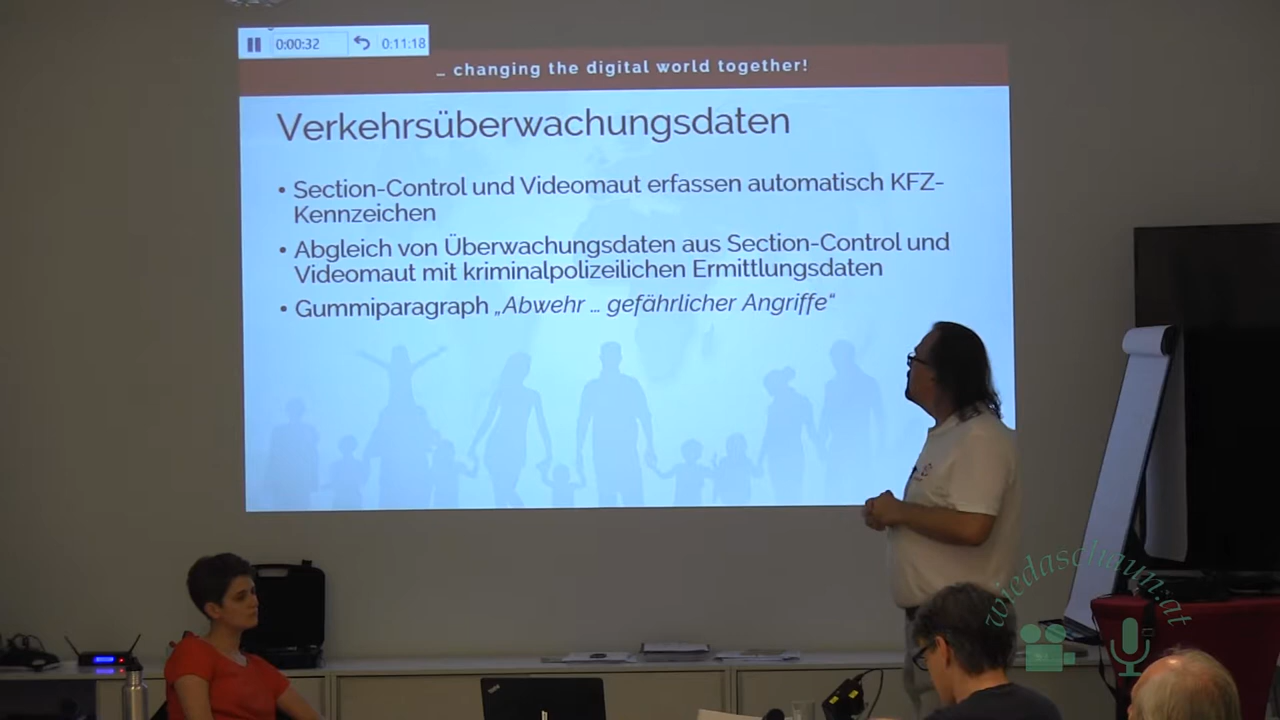 0:00:32
0:11:18
… changing the digital world together!
Verkehrsüberwachungsdaten
• Section-Control und Videomaut erfassen automatisch KFZ-
Kennzeichen
• Abgleich von Überwachungsdaten aus Section-Control und
Videomaut mit kriminalpolizeilichen Ermittlungsdaten
• Gummiparagraph „Abwehr … gefährlicher Angriffe“
wiedaschaun.at